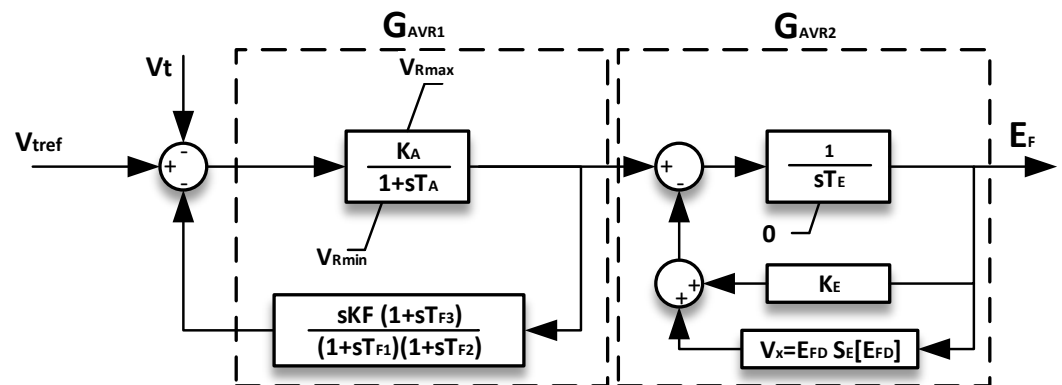 GAVR1
GAVR2
Vt
VRmax
Vtref
+
-
-
KA
1+sTA
VRmin
sKF (1+sTF3)
(1+sTF1)(1+sTF2)
+
-
1
sTE
0
EF
+
+
KE
Vx=EFD SE[EFD]